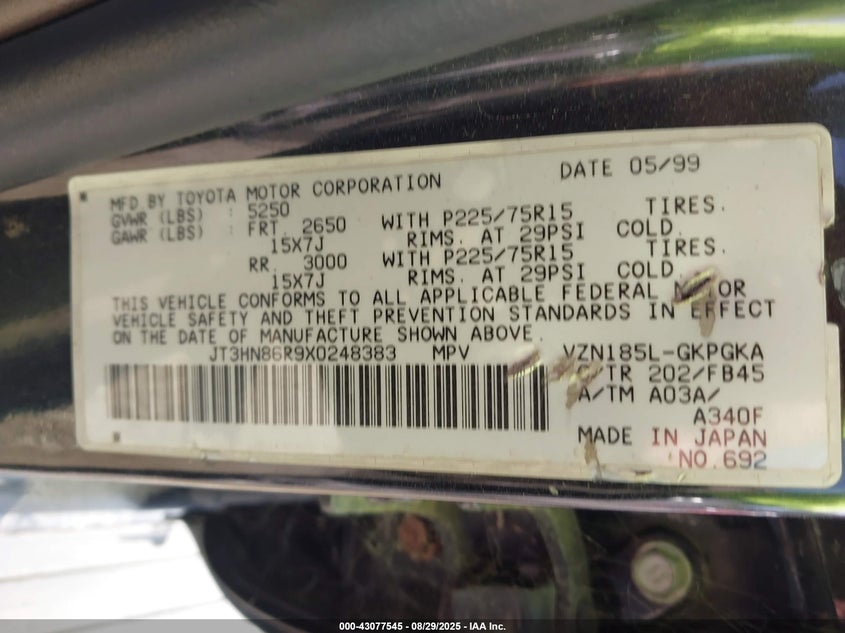 MFD.BY TOYOTA MOTOR CORPORATION DATE 05/99
GVWR (LBS) : 5250
GAWR (LBS) : FRT. 2650 WITH P225/75R15 TIRES.
15X7J RIMS. AT 29PSI COLD.
RR. 3000 WITH P225/75R15 TIRES.
15X7J RIMS. AT 29PSI COLD.
THIS VEHICLE CONFORMS TO ALL APPLICABLE FEDERAL MOTOR
VEHICLE SAFETY AND THEFT PREVENTION STANDARDS IN EFFECT
ON THE DATE OF MANUFACTURE SHOWN ABOVE.
JT3HN86R9X0248383 MPV VZN185L-GKPGKA
C/TR 202/FB45
A/TM A03A/
A340F
MADE IN JAPAN
NO.692
000-43077545 - 08/29/2025 - IAA Inc.